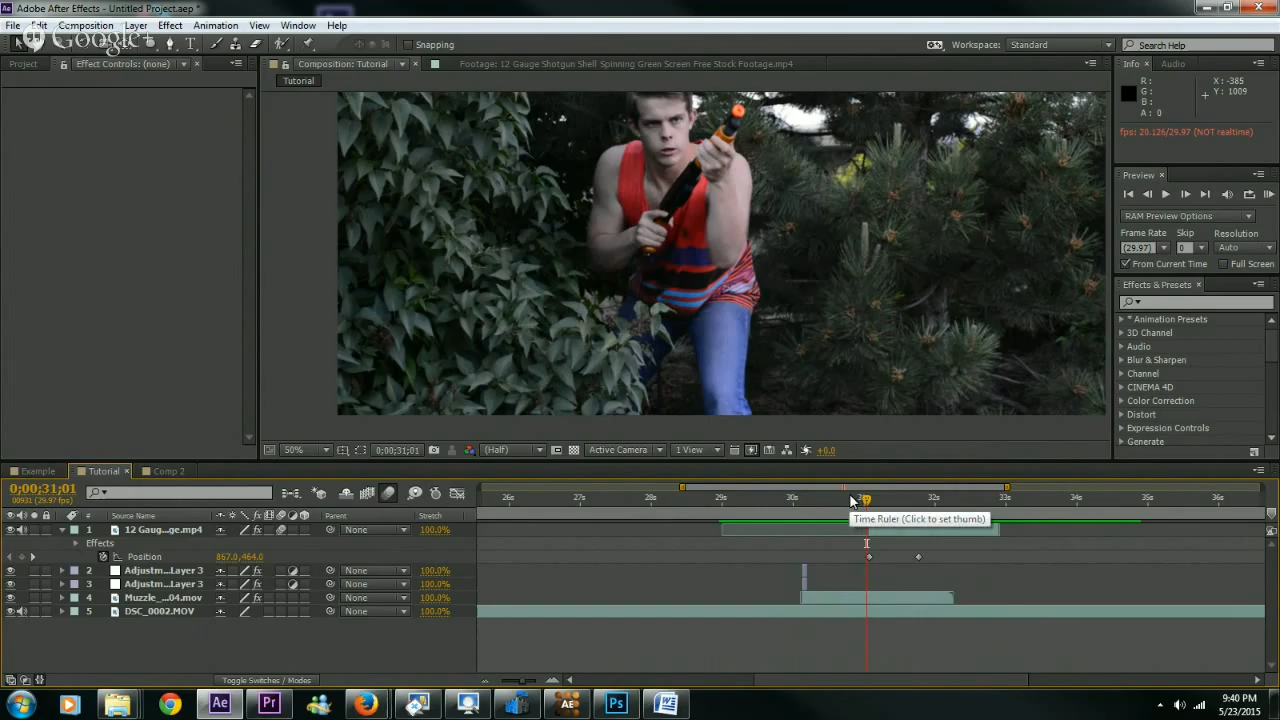 Adobe After Effects - Untitled Project.aep *
File Edit Composition Layer Effect Animation View Window Help
Google+
Snapping
Workspace: Standard
Search Help
Project
Effect Controls: (none)
Composition: Tutorial
Footage: 12 Gauge Shotgun Shell Spinning Green Screen Free Stock Footage.mp4
Tutorial
Info Audio
R: X: -385
G: Y: 1009
B:
A: 0
fps: 20.126/29.97 (NOT realtime)
Preview
RAM Preview Options
Frame Rate Skip Resolution
(29.97) 0 Auto
From Current Time Full Screen
Effects & Presets
* Animation Presets
3D Channel
Audio
Blur & Sharpen
Channel
CINEMA 4D
Color Correction
Distort
Expression Controls
Generate
50% 0;00;31;01 (Half) Active Camera 1 View +0.0
Example Tutorial Comp 2
0;00;31;01
00931 (29.97 fps)
26s 27s 28s 29s 30s 32s 33s 34s 35s 36s
# Source Name Parent Stretch
Time Ruler (Click to set thumb)
1 12 Gaug...ge.mp4 None 100.0%
Effects
Position 867.0,464.0
2 Adjustm...Layer 3 None 100.0%
3 Adjustm...Layer 3 None 100.0%
4 Muzzle_...04.mov None 100.0%
5 DSC_0002.MOV None 100.0%
Toggle Switches / Modes
Ae Pr AE Ps W
9:40 PM
5/23/2015